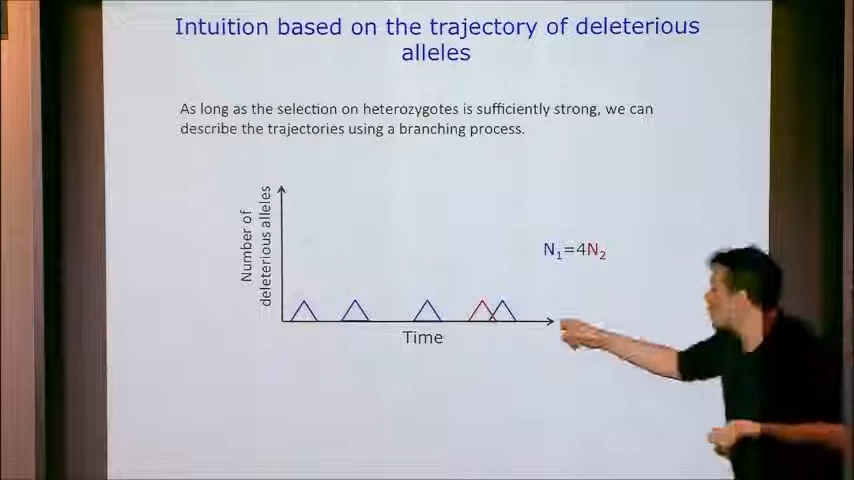 Intuition based on the trajectory of deleterious
alleles
As long as the selection on heterozygotes is sufficiently strong, we can
describe the trajectories using a branching process.
Number of
deleterious alleles
N₁=4N₂
Time